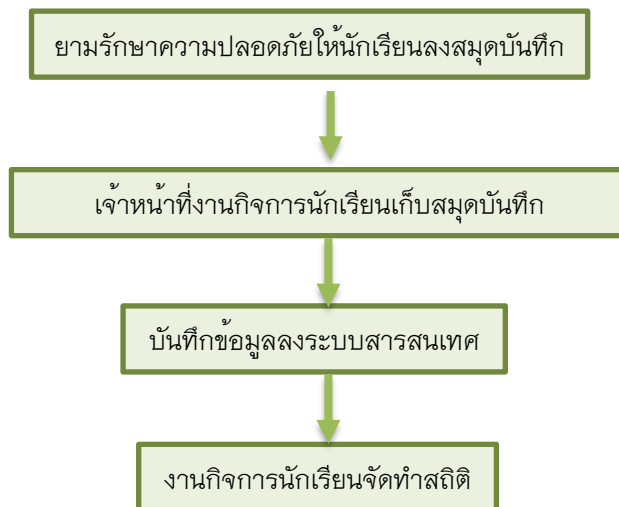 ยามรักษาความปลอดภัยให้นักเรียนลงสมุดบันทึก
เจ้าหน้าที่งานกิจการนักเรียนเก็บสมุดบันทึก
บันทึกข้อมูลลงระบบสารสนเทศ
งานกิจการนักเรียนจัดทำสถิติ